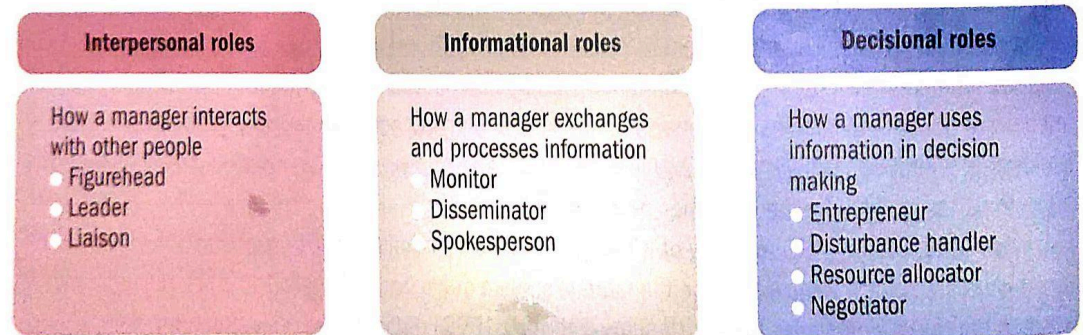 Interpersonal roles
How a manager interacts
with other people
Figurehead
Leader
Liaison
Informational roles
How a manager exchanges
and processes information
Monitor
Disseminator
Spokesperson
Decisional roles
How a manager uses
information in decision
making
Entrepreneur
Disturbance handler
Resource allocator
Negotiator